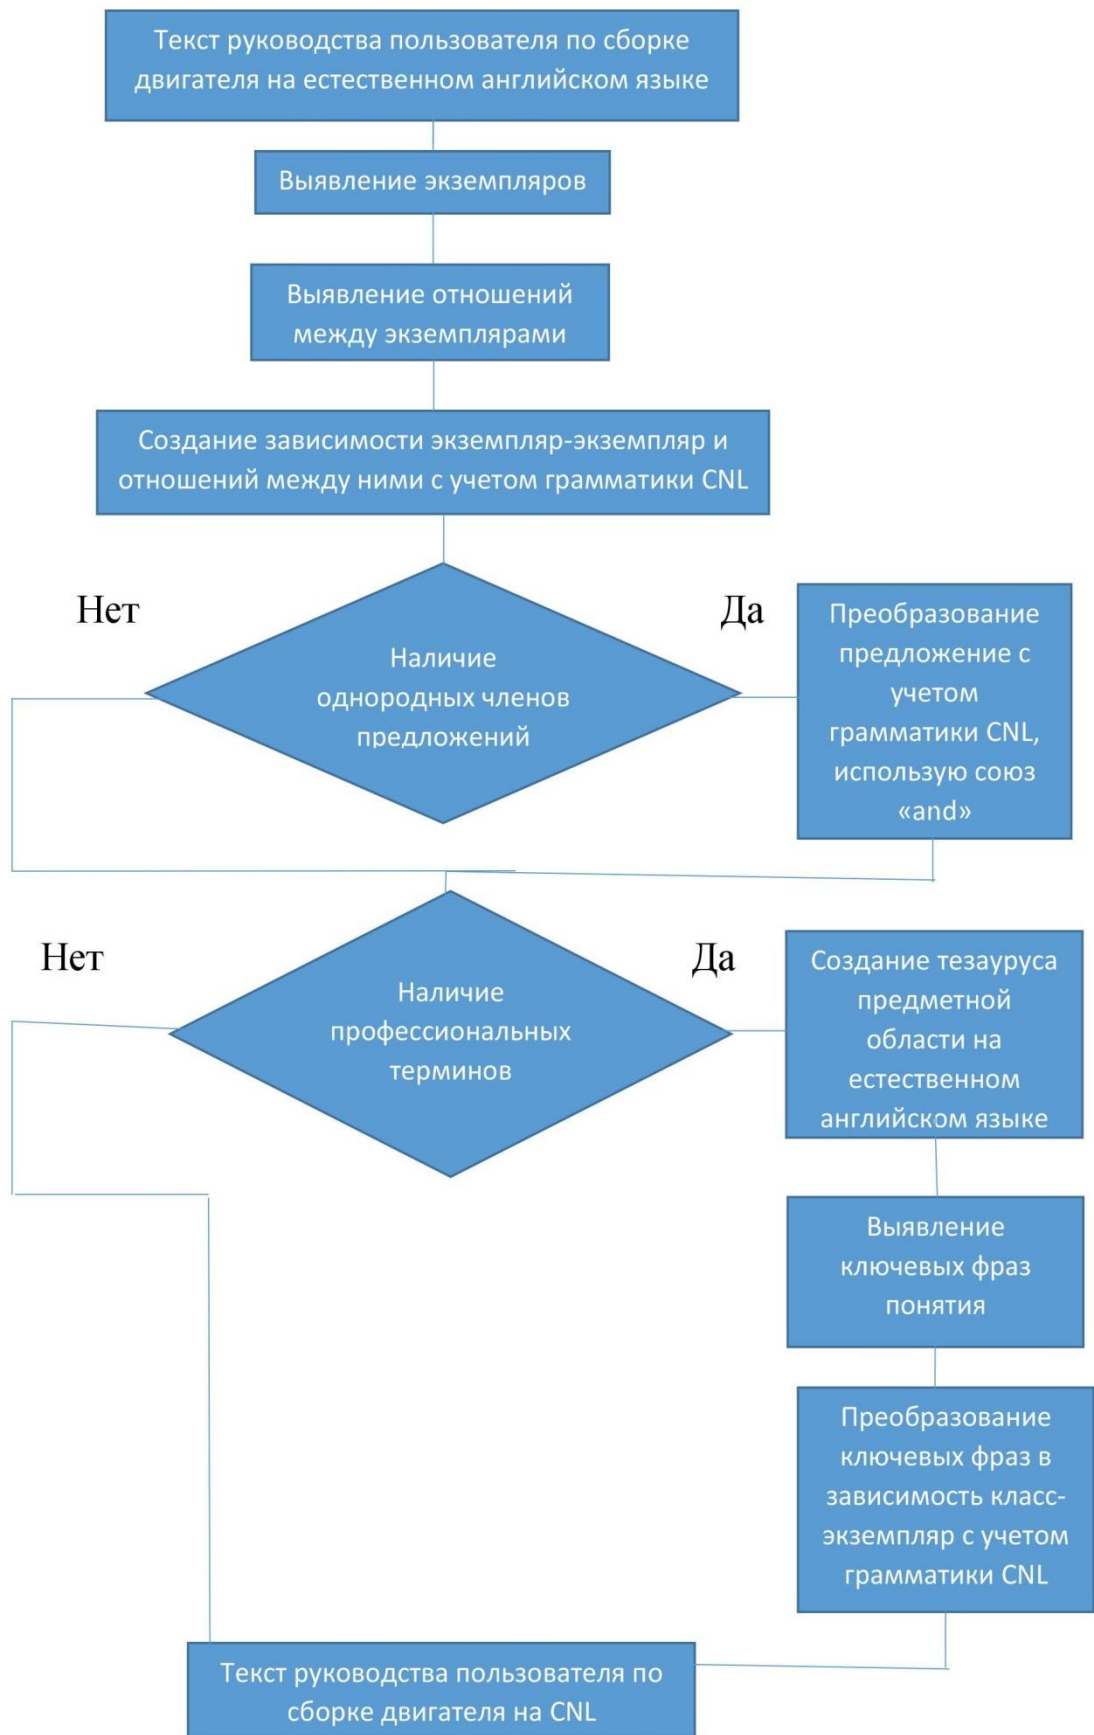 Текст руководства пользователя по сборке
двигателя на естественном английском языке
Выявление экземпляров
Выявление отношений
между экземплярами
Создание зависимости экземпляр-экземпляр и
отношений между ними с учетом грамматики CNL
Нет
Да
Наличие
однородных членов
предложений
Преобразование
предложение с
учетом
грамматики CNL,
использую союз
«and»
Нет
Да
Наличие
профессиональных
терминов
Создание тезауруса
предметной
области на
естественном
английском языке
Выявление
ключевых фраз
понятия
Преобразование
ключевых фраз в
зависимость класс-
экземпляр с учетом
грамматики CNL
Текст руководства пользователя по
сборке двигателя на CNL